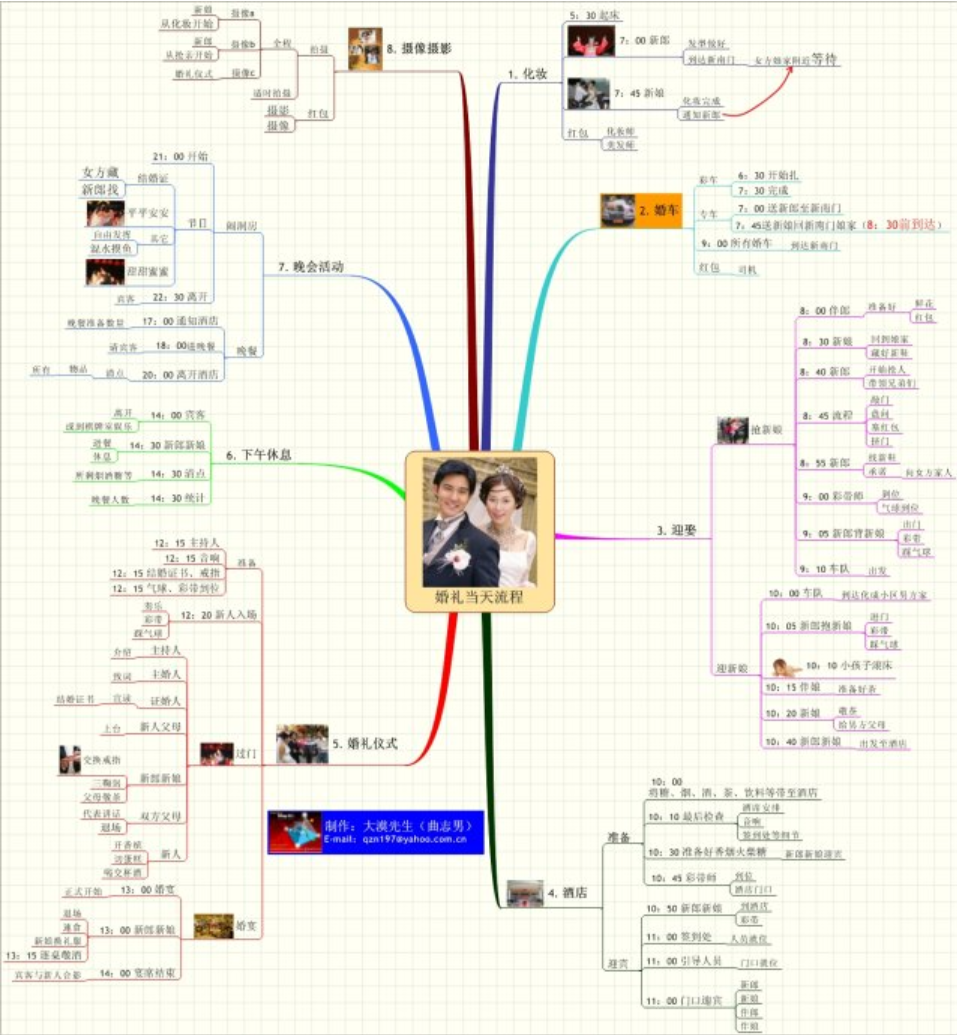 婚礼当天流程
1. 化妆
5: 30 起床
7: 00 新郎
发型做好
到达新南门
女方娘家附近等待
7: 45 新娘
化妆完成
通知新郎
红包
化妆师
美发师
2. 婚车
彩车
6: 30 开始扎
7: 30 完成
专车
7: 00 送新郎至新南门
7: 45送新娘回新南门娘家（8: 30前到达）
9: 00 所有婚车
到达新南门
红包
司机
3. 迎娶
抢新娘
8: 00 伴郎
准备好
鲜花
红包
8: 30 新娘
回到娘家
藏好新鞋
8: 40 新郎
开始抢人
带领兄弟们
8: 45 流程
敲门
盘问
塞红包
挤门
8: 55 新郎
找新鞋
承诺
向女方家人
9: 00 彩带师
到位
气球到位
9: 05 新郎背新娘
出门
彩带
踩气球
9: 10 车队
出发
迎新娘
10: 00 车队
到达化成小区男方家
10: 05 新郎抱新娘
进门
彩带
踩气球
10: 10 小孩子滚床
10: 15 伴娘
准备好茶
10: 20 新娘
敬茶
给男方父母
10: 40 新郎新娘
出发至酒店
4. 酒店
准备
10: 00
将糖、烟、酒、茶、饮料等带至酒店
10: 10 最后检查
酒席安排
音响
签到处等细节
10: 30 准备好香烟火柴糖
新郎新娘迎宾
10: 45 彩带师
到位
酒店门口
迎宾
10: 50 新郎新娘
到酒店
彩带
11: 00 签到处
人员就位
11: 00 引导人员
门口就位
11: 00 门口迎宾
新郎
新娘
伴郎
伴娘
5. 婚礼仪式
准备
12: 15 主持人
12: 15 音响
12: 15 结婚证书、戒指
12: 15 气球、彩带到位
12: 20 新人入场
奏乐
彩带
踩气球
过门
主持人
介绍
主婚人
致词
证婚人
宣读
结婚证书
新人父母
上台
新郎新娘
交换戒指
三鞠躬
父母敬茶
双方父母
代表讲话
退场
新人
开香槟
切蛋糕
喝交杯酒
婚宴
13: 00 婚宴
正式开始
13: 00 新郎新娘
退场
速食
新娘换礼服
13: 15 逐桌敬酒
14: 00 宴席结束
宾客与新人合影
6. 下午休息
14: 00 宾客
离开
或到棋牌室娱乐
14: 30 新郎新娘
进餐
休息
14: 30 清点
所剩烟酒糖等
14: 30 统计
晚餐人数
7. 晚会活动
闹洞房
21: 00 开始
节目
结婚证
女方藏
新郎找
平平安安
其它
自由发挥
混水摸鱼
甜甜蜜蜜
22: 30 离开
宾客
晚餐
17: 00 通知酒店
晚餐准备数量
18: 00进晚餐
请宾客
20: 00 离开酒店
清点
物品
所有
8. 摄像摄影
拍摄
全程
摄像a
新娘
从化妆开始
摄像b
新郎
从抢亲开始
摄像c
婚礼仪式
适时拍摄
红包
摄影
摄像
制作: 大漠先生（曲志男）
E-mail: qzn197@yahoo.com.cn